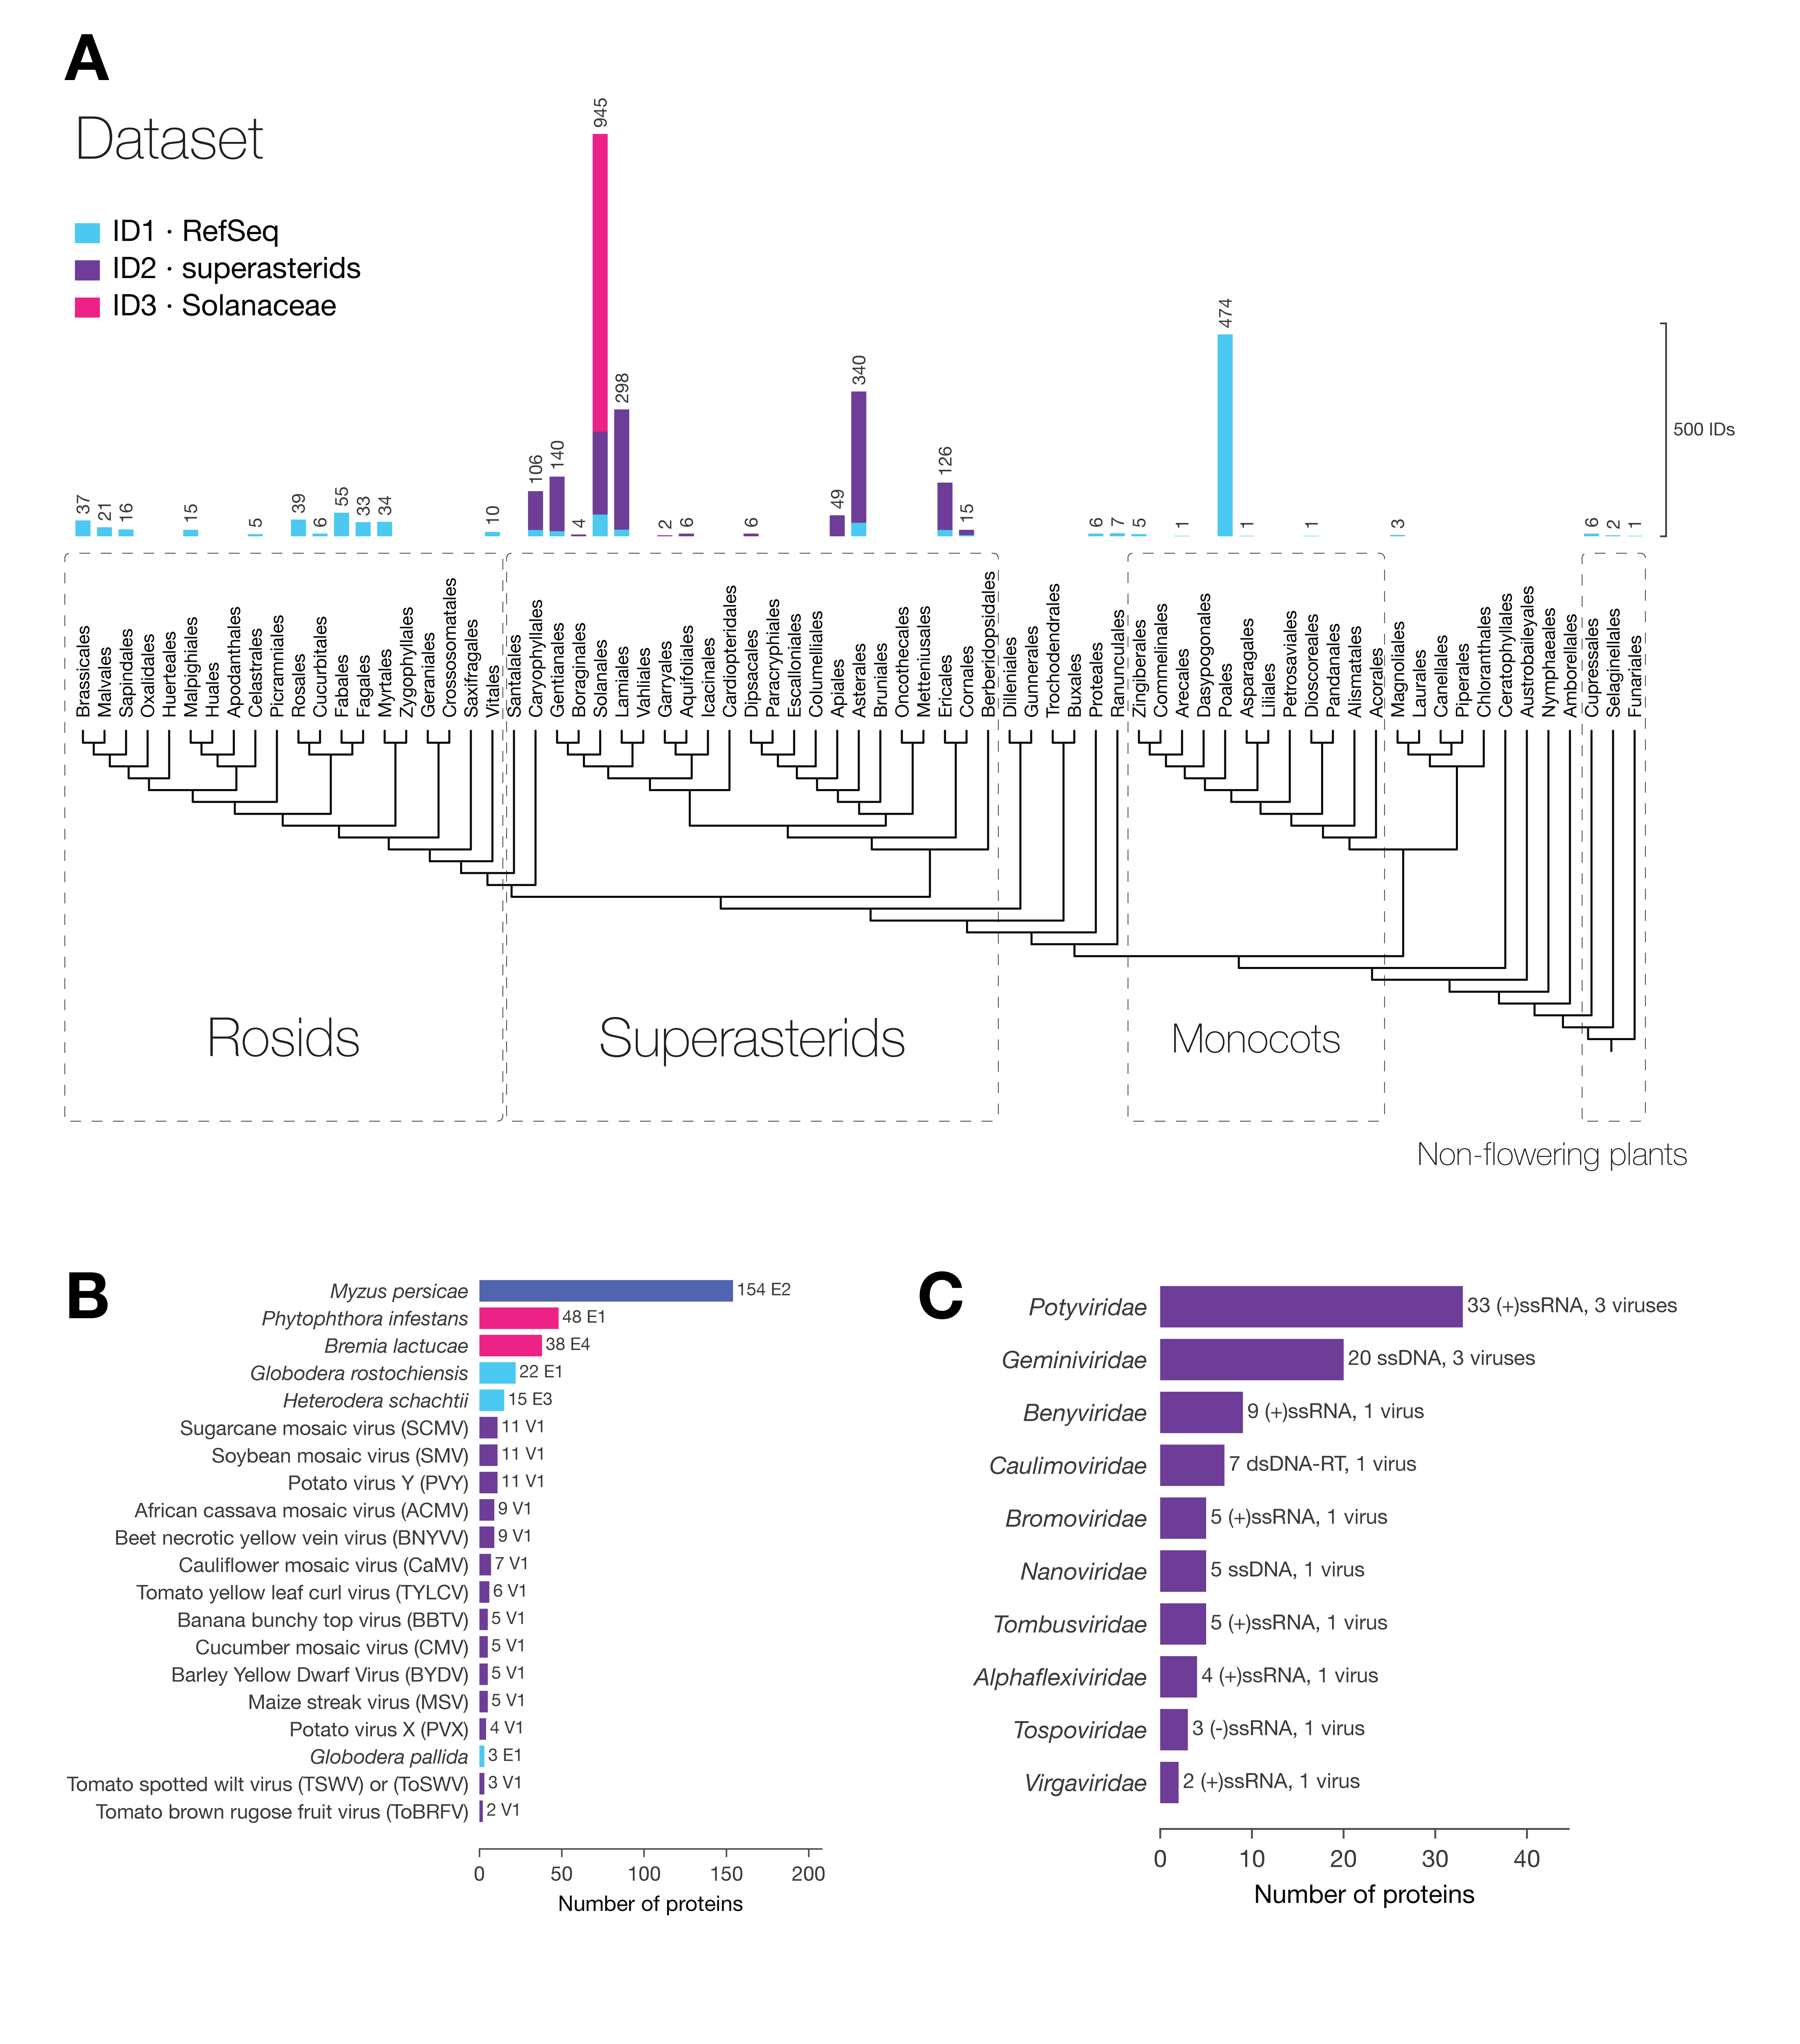 A
Dataset
ID1 · RefSeq
ID2 · superasterids
ID3 · Solanaceae
37
21
16
15
5
39
6
55
33
34
10
106
140
4
945
298
2
6
6
49
340
126
15
6
7
5
1
474
1
1
3
6
2
1
500 IDs
Brassicales
Malvales
Sapindales
Oxalidales
Huerteales
Malpighiales
Huales
Apodanthales
Celastrales
Picramniales
Rosales
Cucurbitales
Fabales
Fagales
Myrtales
Zygophyllales
Geraniales
Crossosomatales
Saxifragales
Vitales
Santalales
Caryophyllales
Gentianales
Boraginales
Solanales
Lamiales
Vahliales
Garryales
Aquifoliales
Icacinales
Cardiopteridales
Dipsacales
Paracryphiales
Escalloniales
Columelliales
Apiales
Asterales
Bruniales
Oncothecales
Metteniusales
Ericales
Cornales
Berberidopsidales
Dilleniales
Gunnerales
Trochodendrales
Buxales
Proteales
Ranunculales
Zingiberales
Commelinales
Arecales
Dasypogonales
Poales
Asparagales
Liliales
Petrosaviales
Dioscoreales
Pandanales
Alismatales
Acorales
Magnoliales
Laurales
Canellales
Piperales
Chloranthales
Ceratophyllales
Austrobaileyales
Nymphaeales
Amborellales
Cupressales
Selaginellales
Funariales
Rosids
Superasterids
Monocots
Non-flowering plants
B
Myzus persicae 154 E2
Phytophthora infestans 48 E1
Bremia lactucae 38 E4
Globodera rostochiensis 22 E1
Heterodera schachtii 15 E3
Sugarcane mosaic virus (SCMV) 11 V1
Soybean mosaic virus (SMV) 11 V1
Potato virus Y (PVY) 11 V1
African cassava mosaic virus (ACMV) 9 V1
Beet necrotic yellow vein virus (BNYVV) 9 V1
Cauliflower mosaic virus (CaMV) 7 V1
Tomato yellow leaf curl virus (TYLCV) 6 V1
Banana bunchy top virus (BBTV) 5 V1
Cucumber mosaic virus (CMV) 5 V1
Barley Yellow Dwarf Virus (BYDV) 5 V1
Maize streak virus (MSV) 5 V1
Potato virus X (PVX) 4 V1
Globodera pallida 3 E1
Tomato spotted wilt virus (TSWV) or (ToSWV) 3 V1
Tomato brown rugose fruit virus (ToBRFV) 2 V1
0 50 100 150 200
Number of proteins
C
Potyviridae 33 (+)ssRNA, 3 viruses
Geminiviridae 20 ssDNA, 3 viruses
Benyviridae 9 (+)ssRNA, 1 virus
Caulimoviridae 7 dsDNA-RT, 1 virus
Bromoviridae 5 (+)ssRNA, 1 virus
Nanoviridae 5 ssDNA, 1 virus
Tombusviridae 5 (+)ssRNA, 1 virus
Alphaflexiviridae 4 (+)ssRNA, 1 virus
Tospoviridae 3 (-)ssRNA, 1 virus
Virgaviridae 2 (+)ssRNA, 1 virus
0 10 20 30 40
Number of proteins